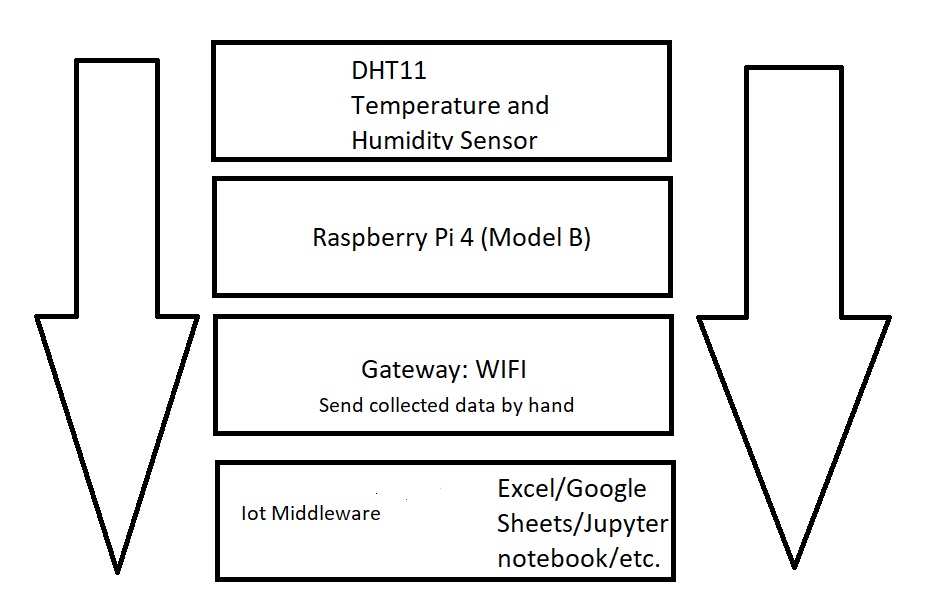 DHT11
Temperature and
Humidity Sensor
Raspberry Pi 4 (Model B)
Gateway: WIFI
Send collected data by hand
Iot Middleware
Excel/Google
Sheets/Jupyter
notebook/etc.